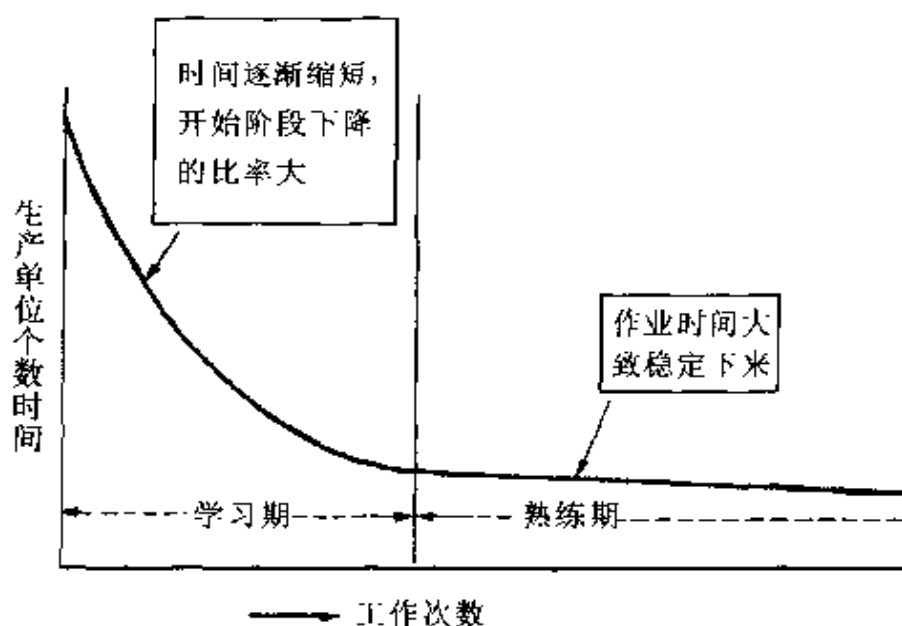 时间逐渐缩短，
开始阶段下降
的比率大
生产单位个数时间
作业时间大
致稳定下来
学习期
熟练期
工作次数